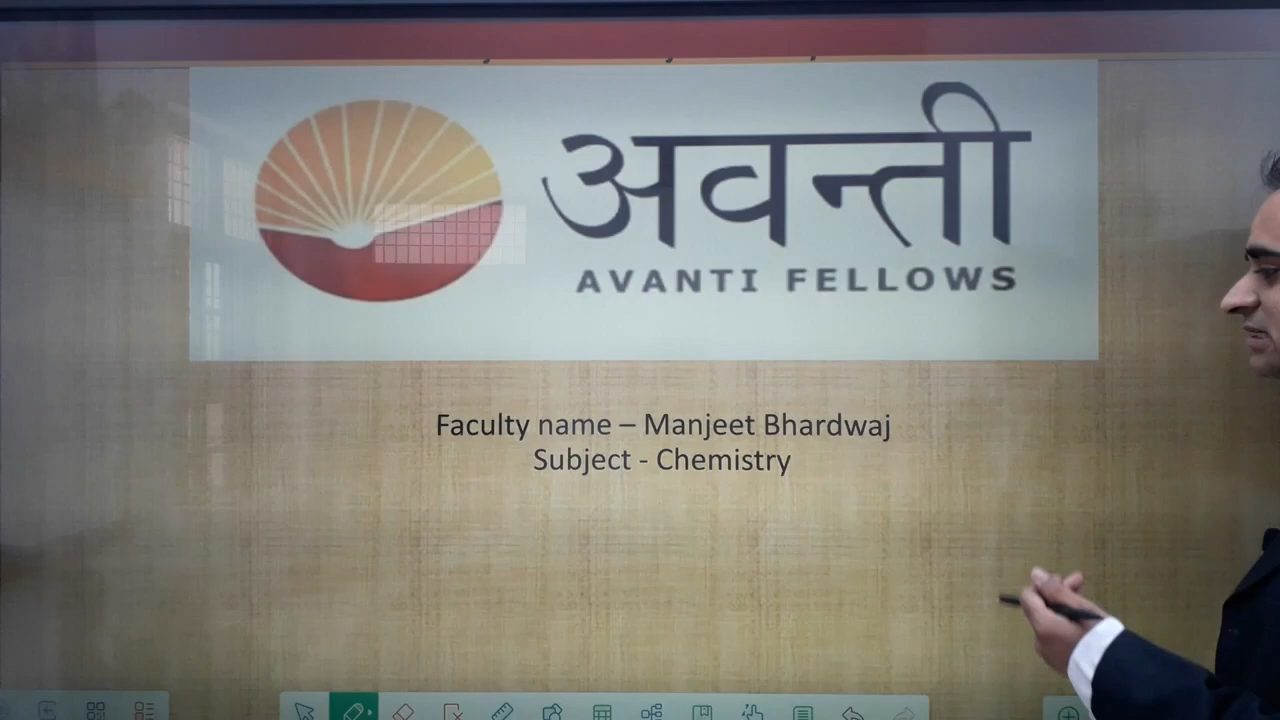 अवन्ती
AVANTI FELLOWS
Faculty name – Manjeet Bhardwaj
Subject - Chemistry